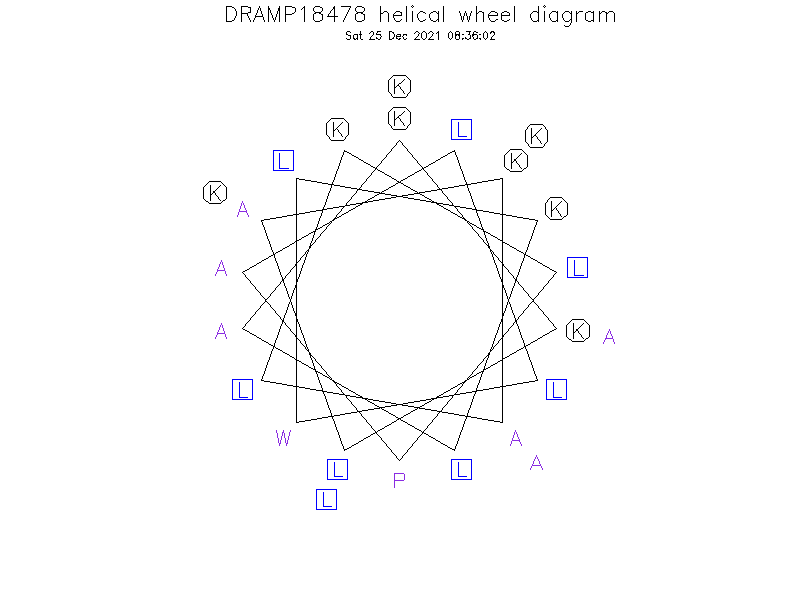 DRAMP18478 helical wheel diagram
Sat 25 Dec 2021 08:36:02
K
K
K L K
L K
K A K
A L
A K A
L L
W A
L P L A
L